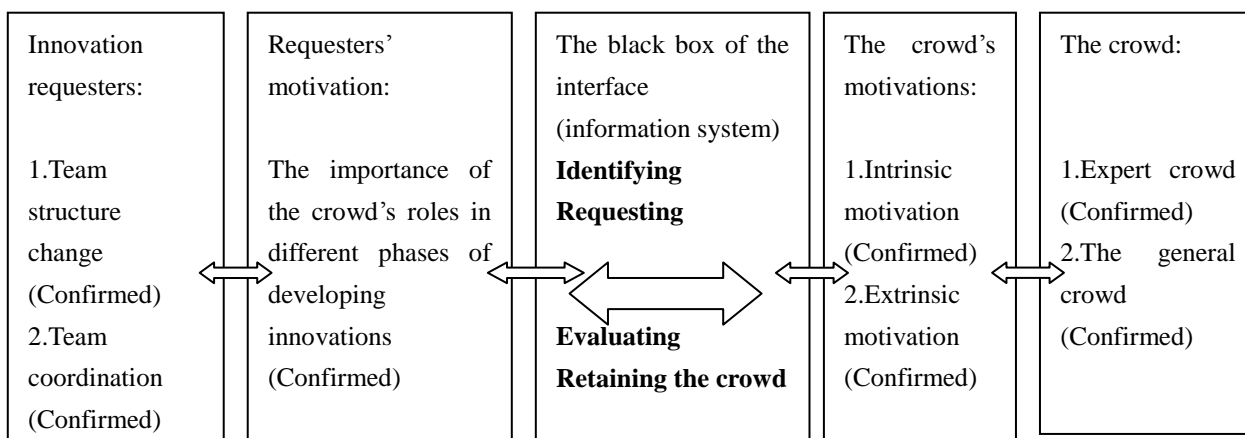 Innovation
requesters:
1.Team
structure
change
(Confirmed)
2.Team
coordination
(Confirmed)
Requesters’
motivation:
The importance of
the crowd’s roles in
different phases of
developing
innovations
(Confirmed)
The black box of the
interface
(information system)
Identifying
Requesting
Evaluating
Retaining the crowd
The crowd’s
motivations:
1.Intrinsic
motivation
(Confirmed)
2.Extrinsic
motivation
(Confirmed)
The crowd:
1.Expert crowd
(Confirmed)
2.The general
crowd
(Confirmed)